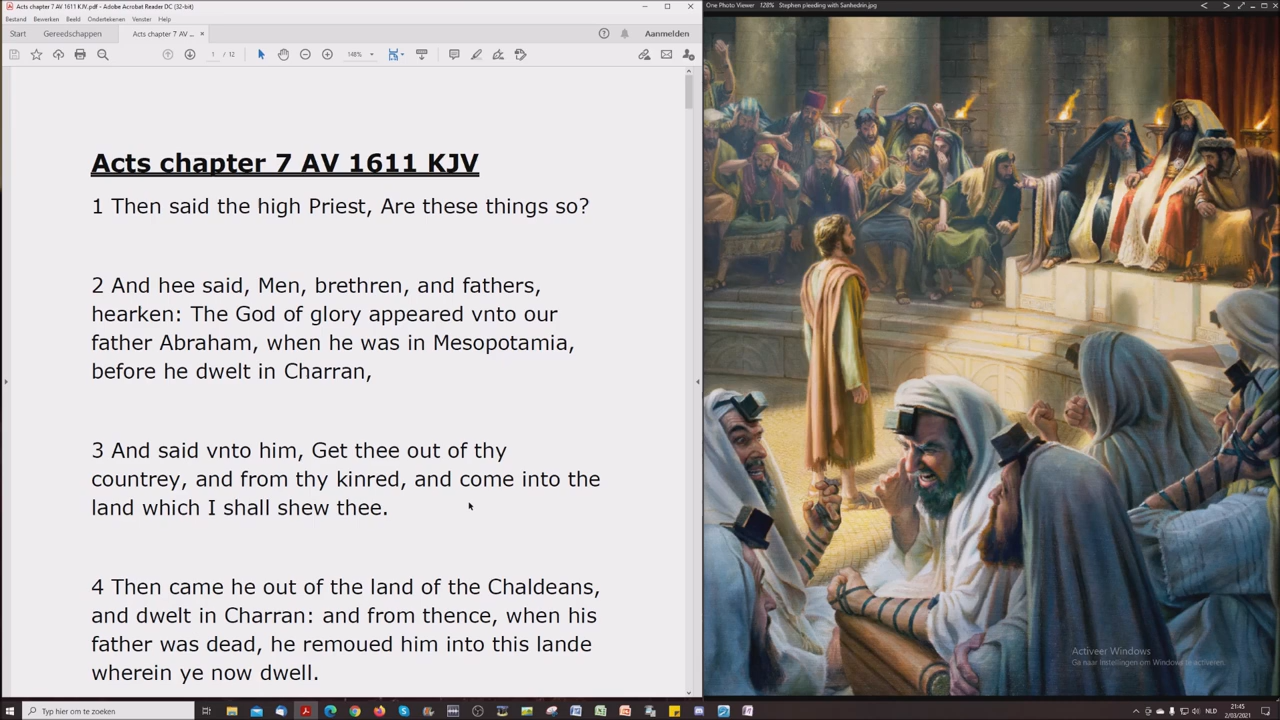 Acts chapter 7 AV 1611 KJV.pdf - Adobe Acrobat Reader DC (32-bit)
Bestand Bewerken Beeld Ondertekenen Venster Help
Start Gereedschappen Acts chapter 7 AV ... × Aanmelden
1 / 12 148%
Acts chapter 7 AV 1611 KJV
1 Then said the high Priest, Are these things so?
2 And hee said, Men, brethren, and fathers,
hearken: The God of glory appeared vnto our
father Abraham, when he was in Mesopotamia,
before he dwelt in Charran,
3 And said vnto him, Get thee out of thy
countrey, and from thy kinred, and come into the
land which I shall shew thee.
4 Then came he out of the land of the Chaldeans,
and dwelt in Charran: and from thence, when his
father was dead, he remoued him into this lande
wherein ye now dwell.
One Photo Viewer 128% Stephen pleeding with Sanhedrin.jpg
Activeer Windows
Ga naar Instellingen om Windows te activeren.
Typ hier om te zoeken
NLD
21:45
2/03/2021